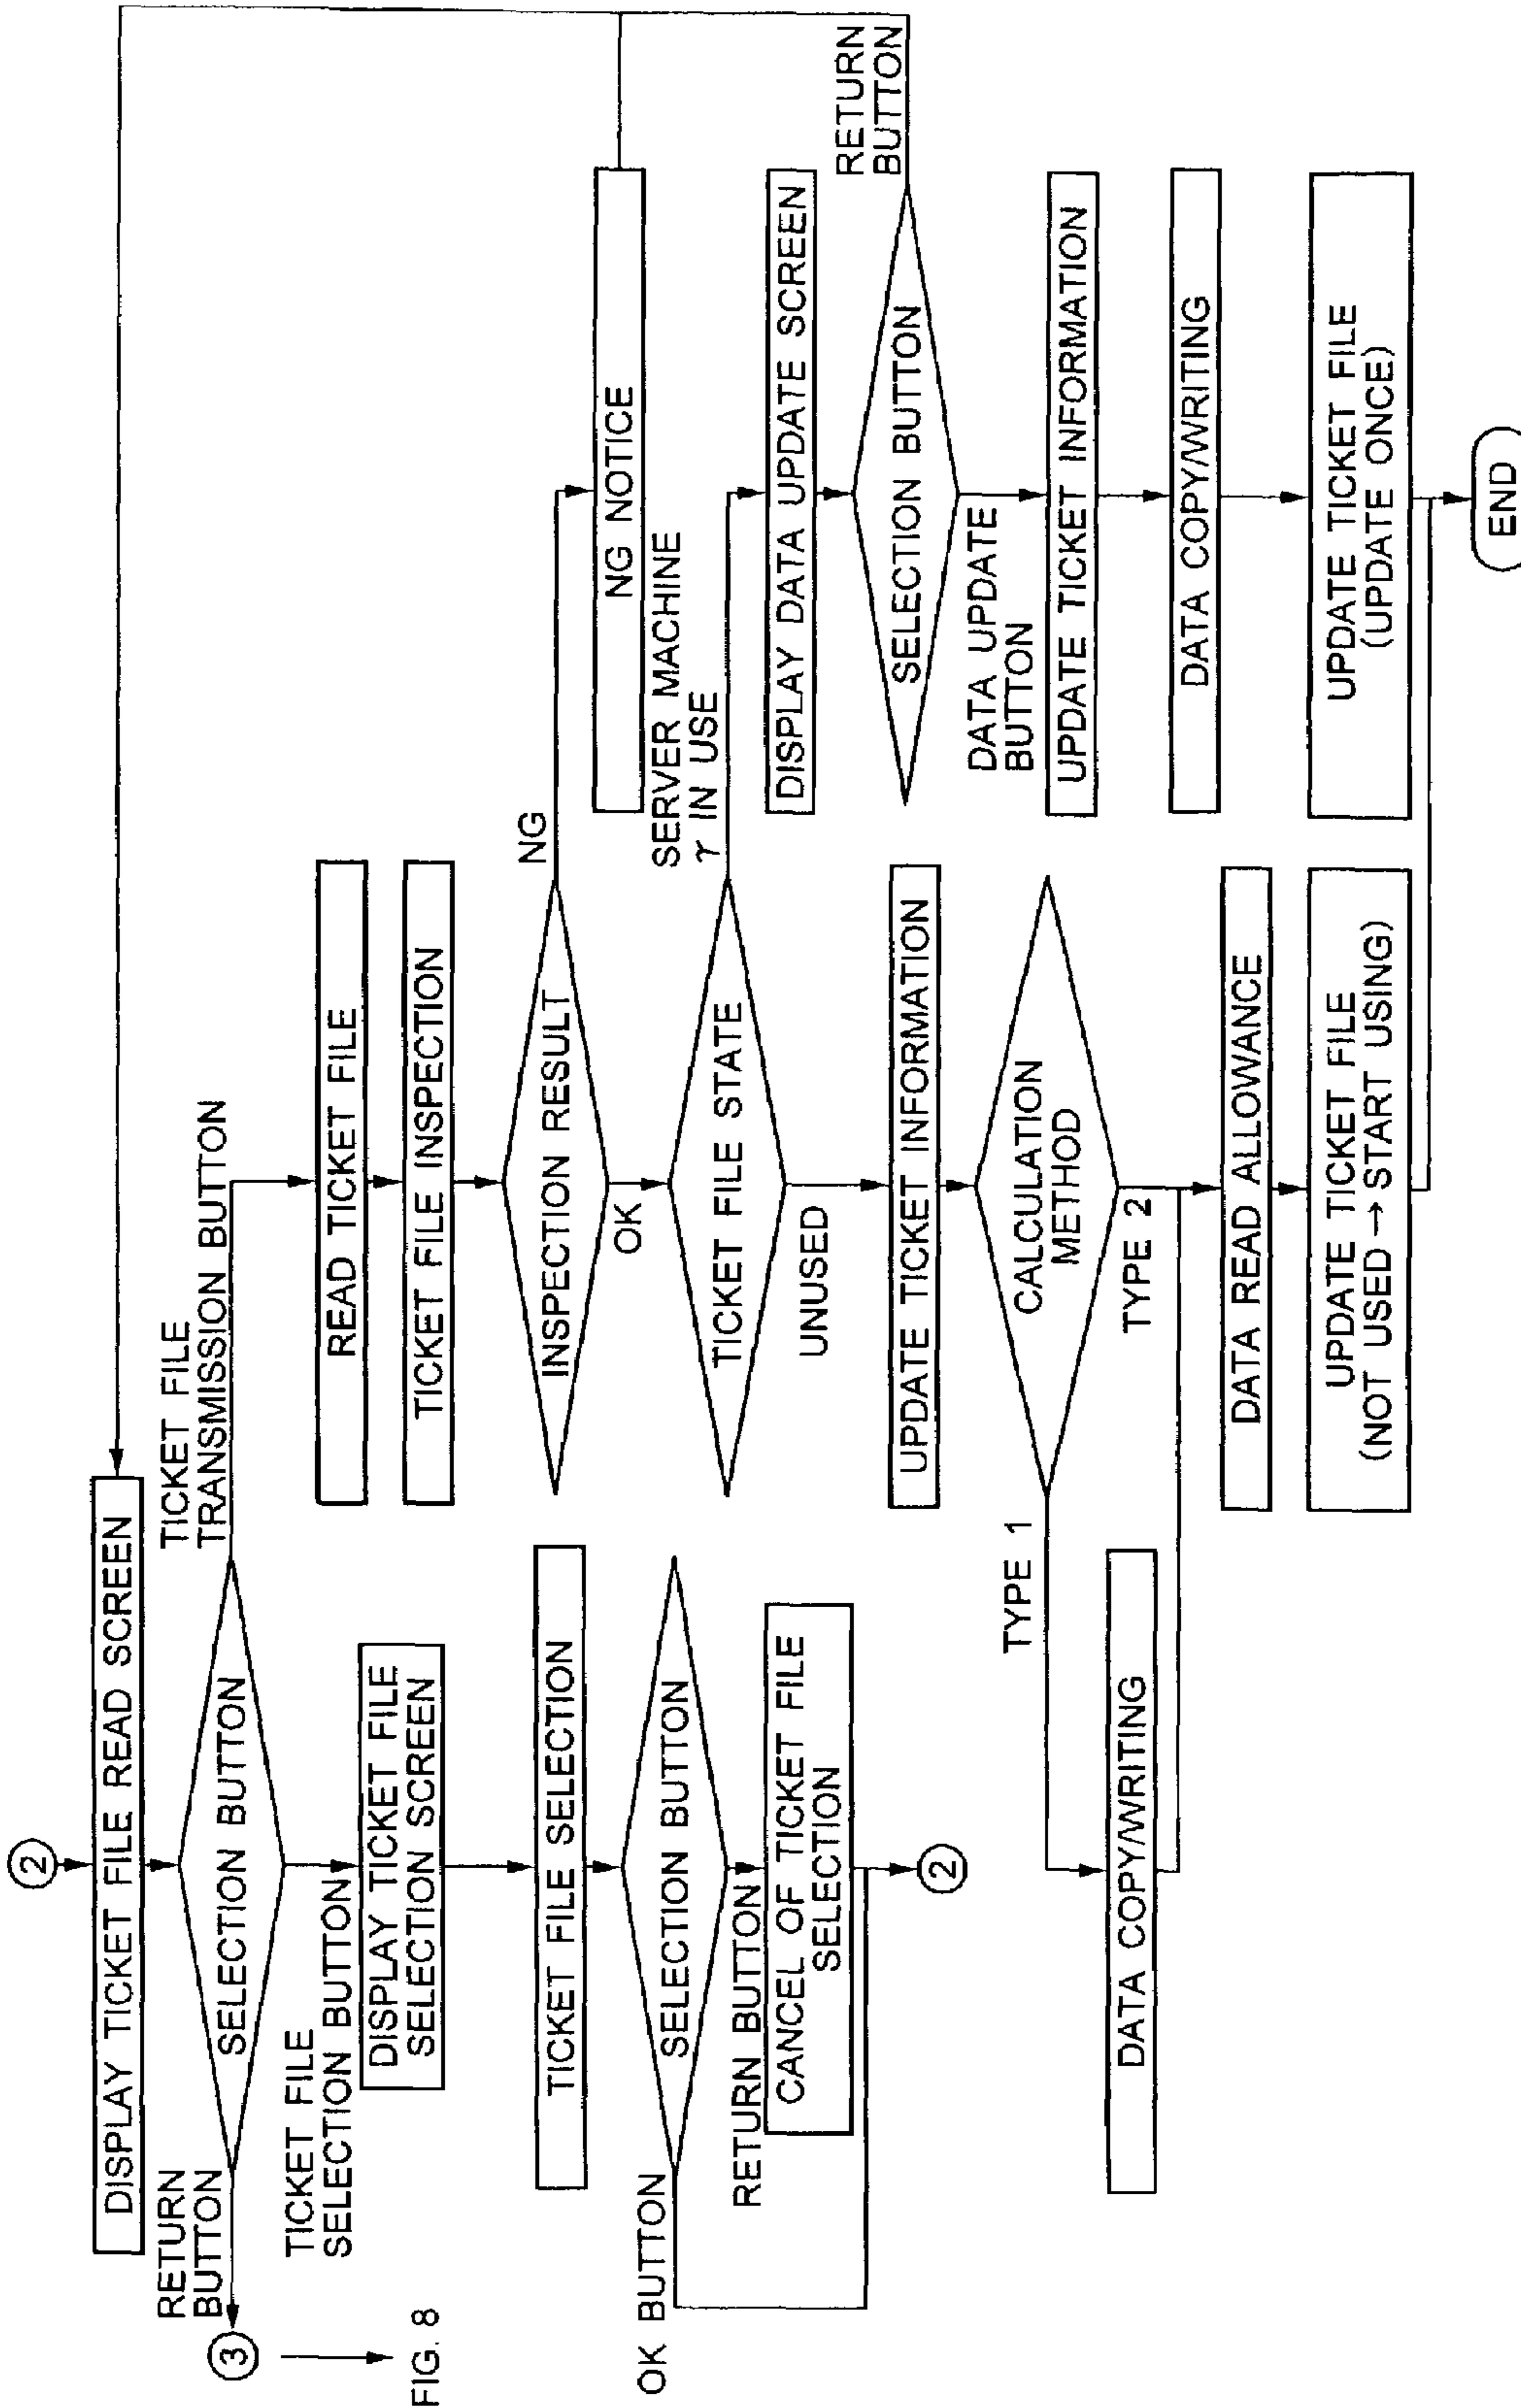 ②
DISPLAY TICKET FILE READ SCREEN
RETURN
BUTTON
SELECTION BUTTON
TICKET FILE
TRANSMISSION BUTTON
③
FIG. 8
TICKET FILE
SELECTION BUTTON
DISPLAY TICKET FILE
SELECTION SCREEN
TICKET FILE SELECTION
OK BUTTON
SELECTION BUTTON
RETURN BUTTON
CANCEL OF TICKET FILE
SELECTION
②
READ TICKET FILE
TICKET FILE INSPECTION
INSPECTION RESULT
NG
OK
NG NOTICE
TICKET FILE STATE
SERVER MACHINE
γ IN USE
UNUSED
DISPLAY DATA UPDATE SCREEN
SELECTION BUTTON
RETURN
BUTTON
DATA UPDATE
BUTTON
UPDATE TICKET INFORMATION
DATA COPY/WRITING
UPDATE TICKET FILE
(UPDATE ONCE)
UPDATE TICKET INFORMATION
CALCULATION
METHOD
TYPE 1
TYPE 2
DATA COPY/WRITING
DATA READ ALLOWANCE
UPDATE TICKET FILE
(NOT USED → START USING)
END